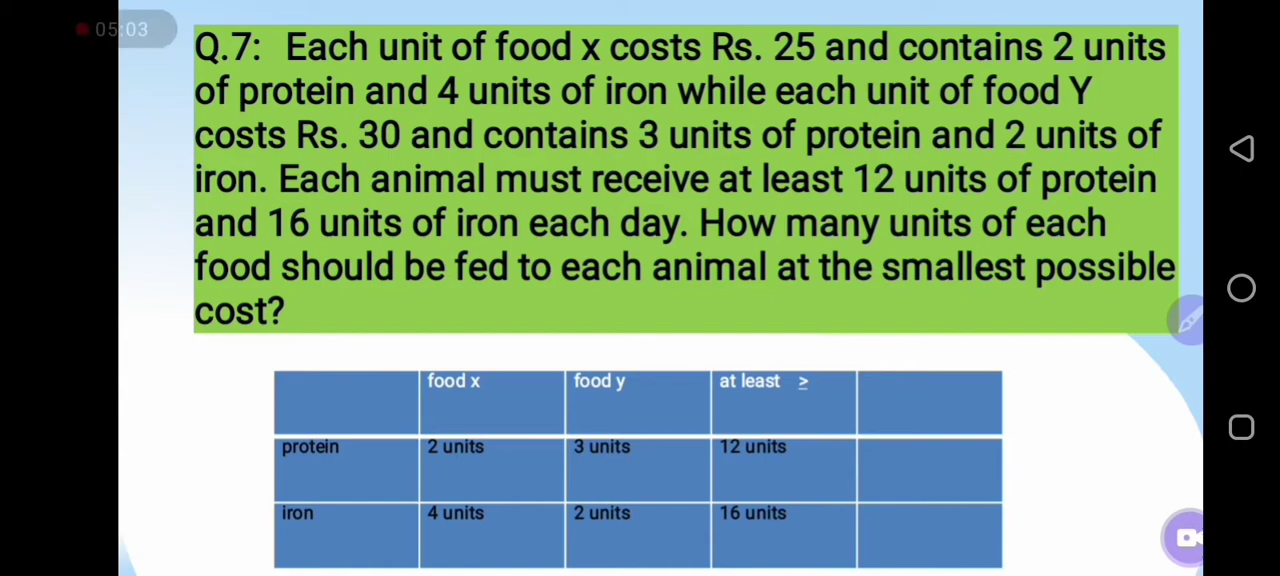 05:03
Q.7: Each unit of food x costs Rs. 25 and contains 2 units
of protein and 4 units of iron while each unit of food Y
costs Rs. 30 and contains 3 units of protein and 2 units of
iron. Each animal must receive at least 12 units of protein
and 16 units of iron each day. How many units of each
food should be fed to each animal at the smallest possible
cost?
food x food y at least ≥
protein 2 units 3 units 12 units
iron 4 units 2 units 16 units